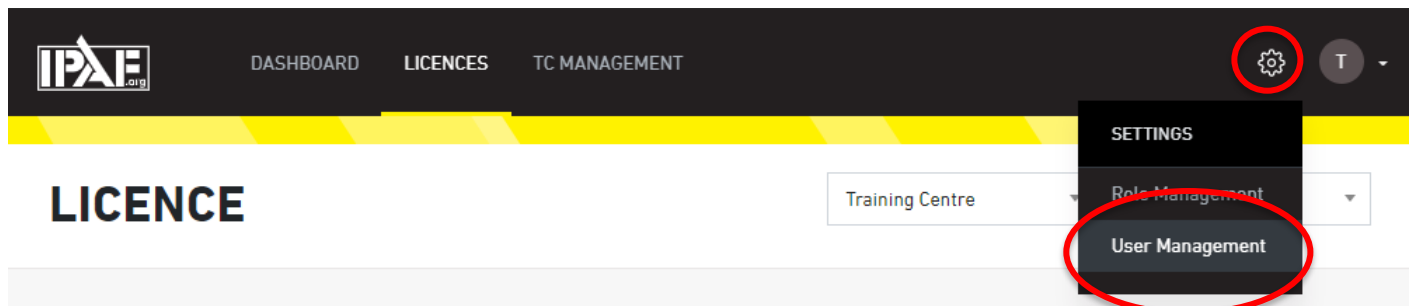 IPAF
.org
DASHBOARD LICENCES TC MANAGEMENT T
SETTINGS
LICENCE
Training Centre
Role Management
User Management